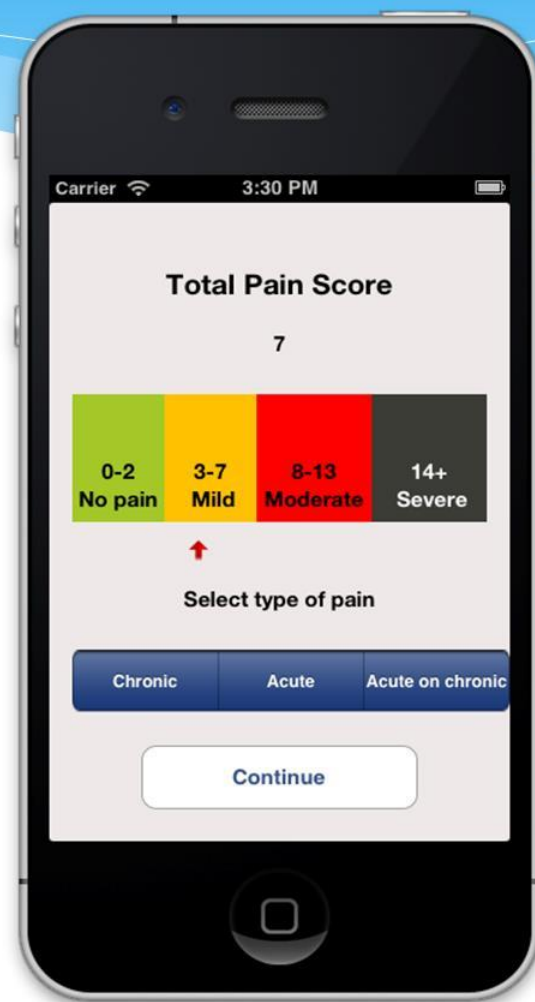 Carrier 3:30 PM
Total Pain Score
7
0-2 3-7 8-13 14+
No pain Mild Moderate Severe
Select type of pain
Chronic Acute Acute on chronic
Continue